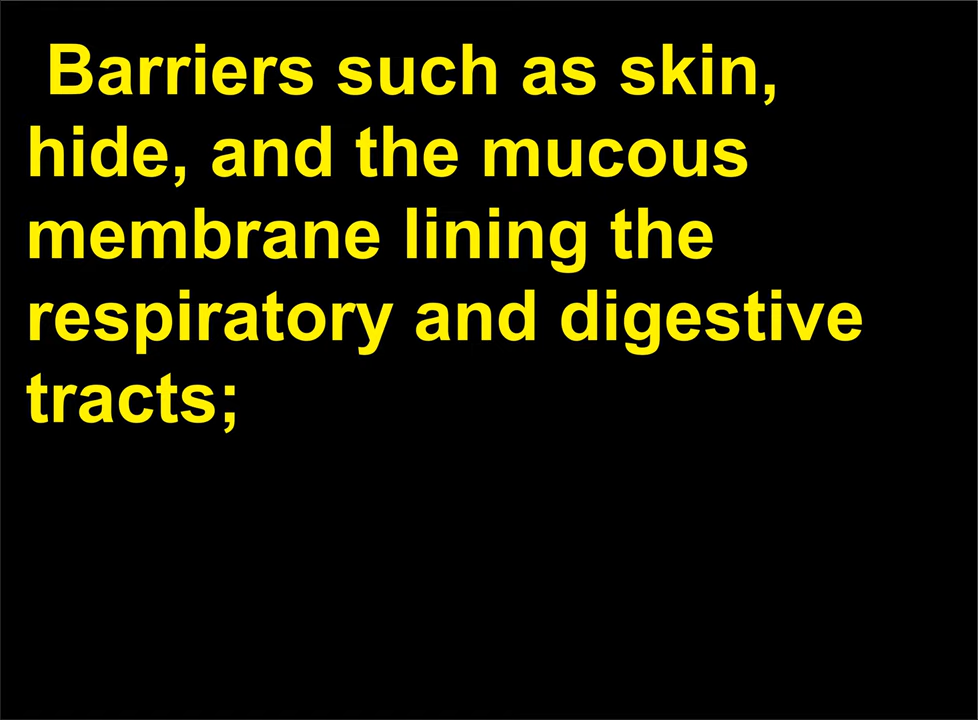 Barriers such as skin,
hide, and the mucous
membrane lining the
respiratory and digestive
tracts;